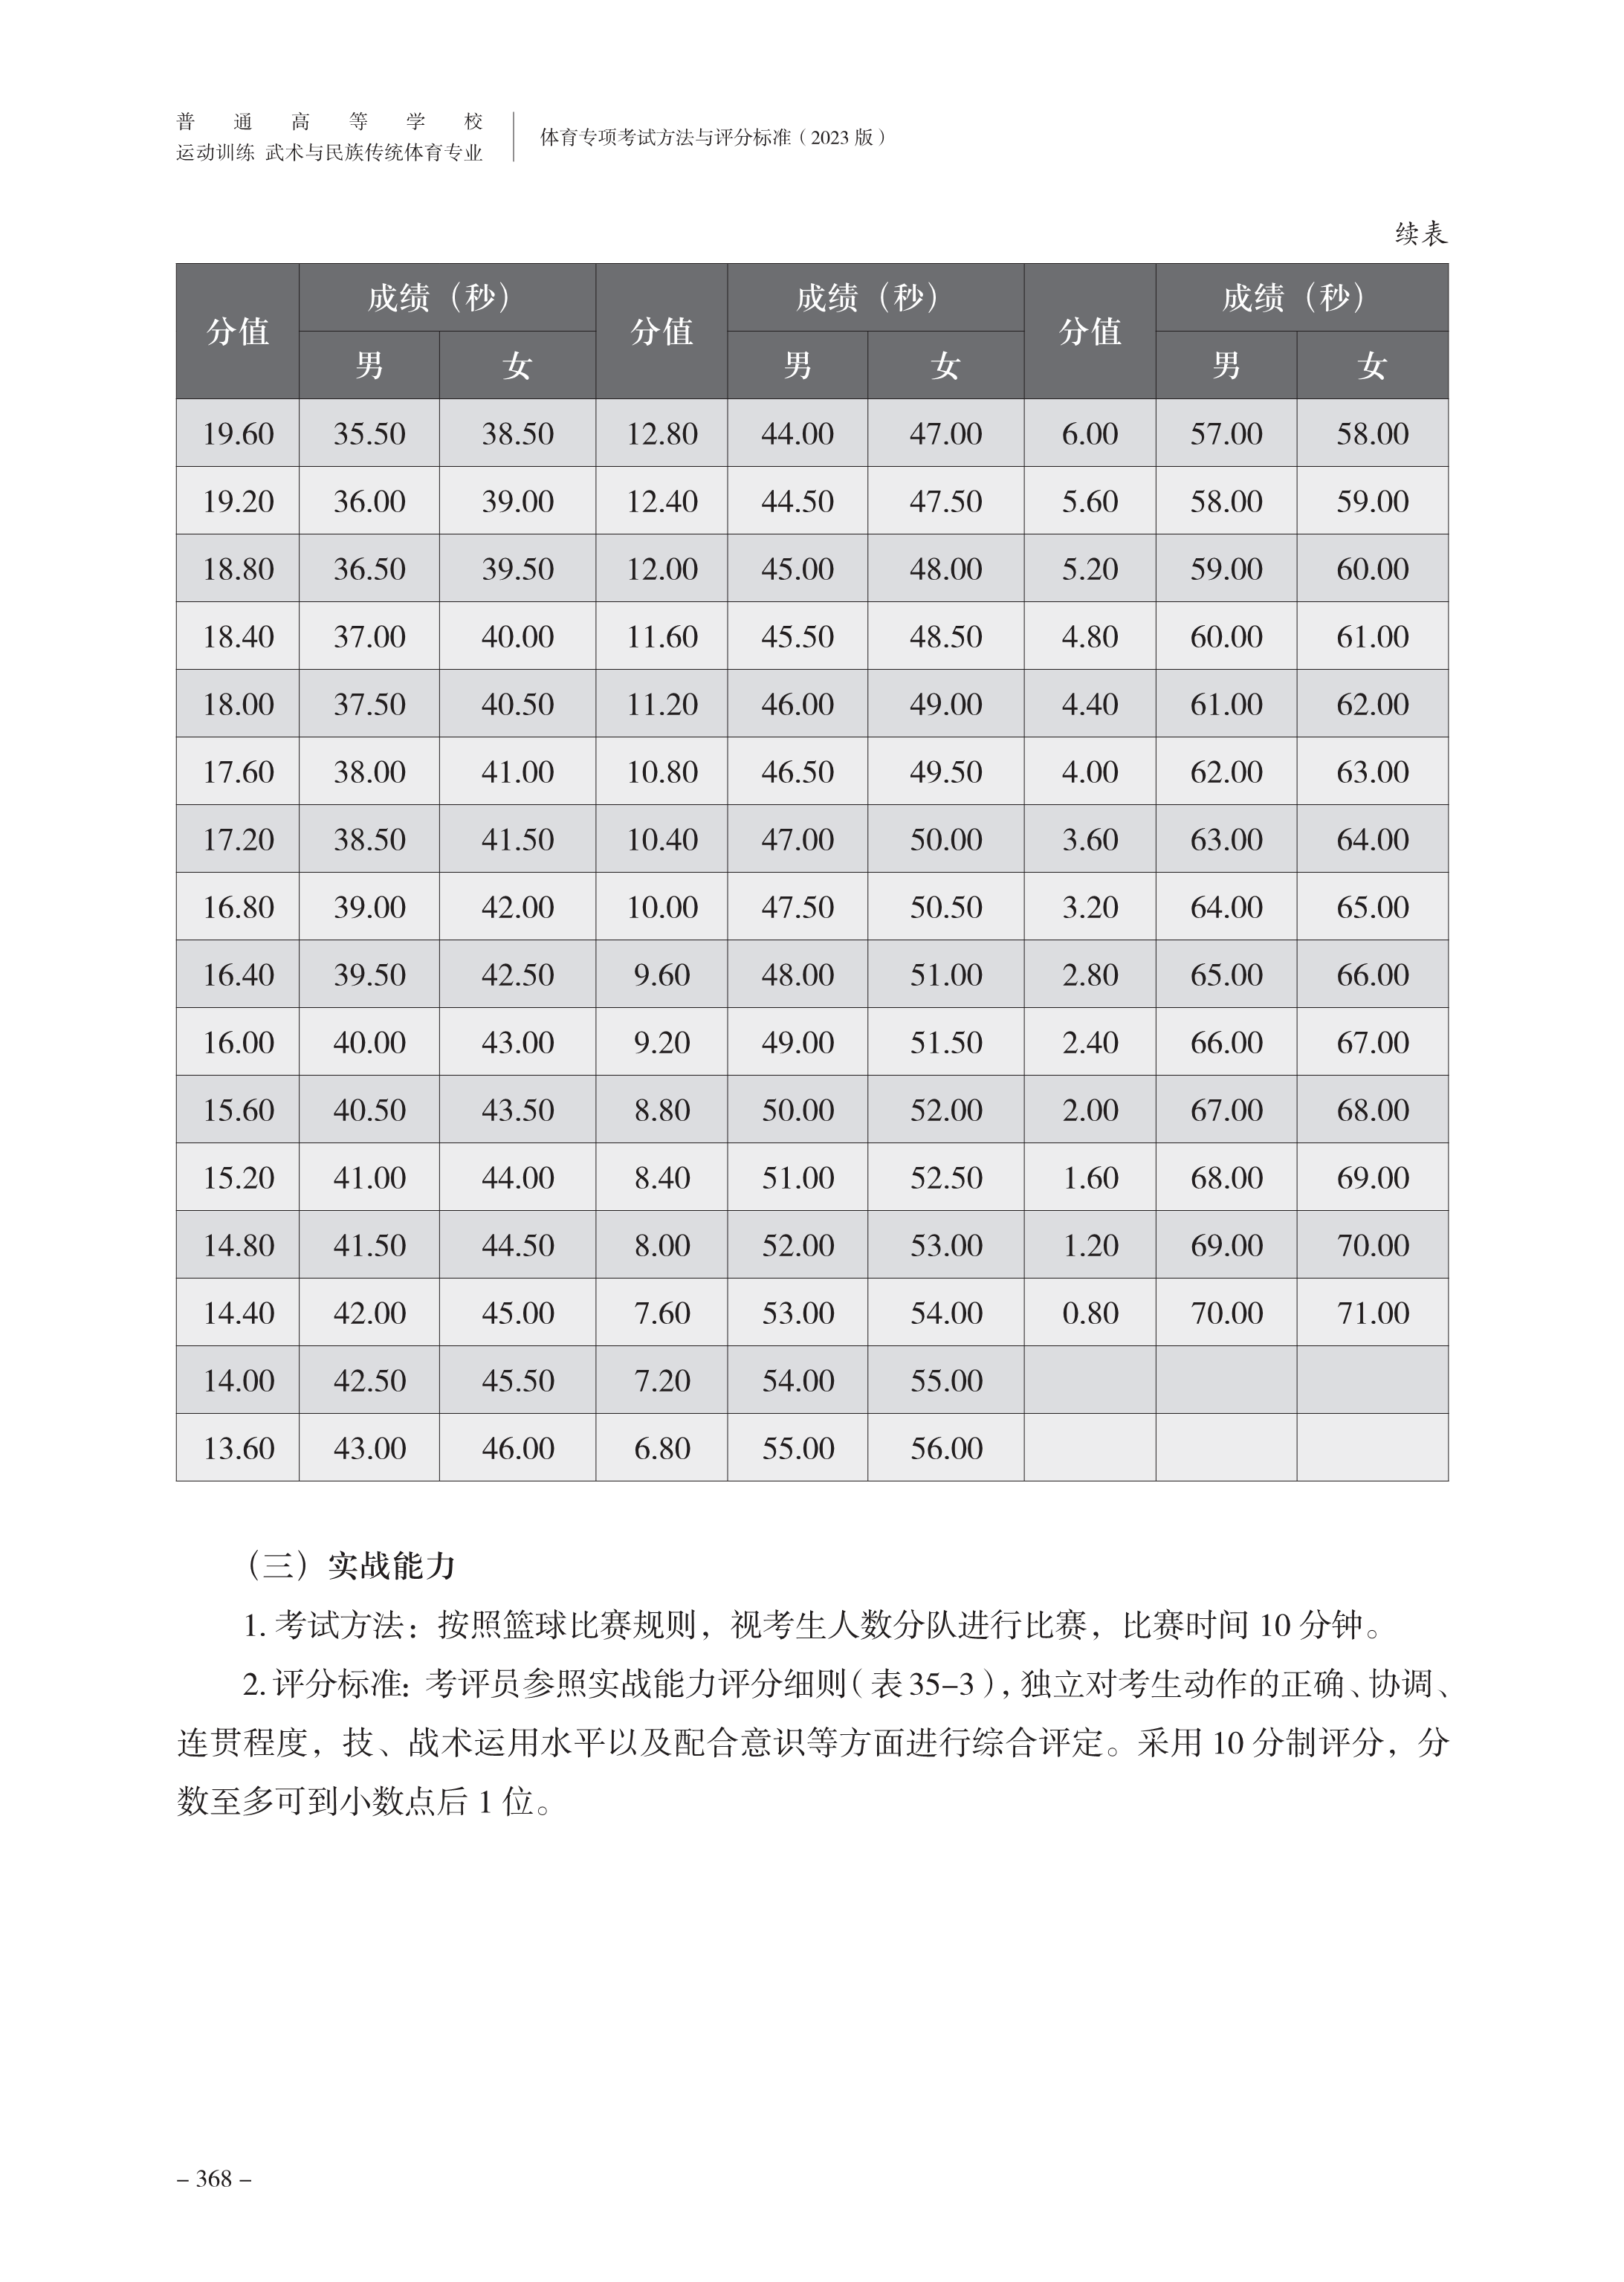 普通高等学校
运动训练 武术与民族传统体育专业
体育专项考试方法与评分标准（2023 版）
续表
分值 成绩（秒） 分值 成绩（秒） 分值 成绩（秒）
男 女 男 女 男 女
19.60 35.50 38.50 12.80 44.00 47.00 6.00 57.00 58.00
19.20 36.00 39.00 12.40 44.50 47.50 5.60 58.00 59.00
18.80 36.50 39.50 12.00 45.00 48.00 5.20 59.00 60.00
18.40 37.00 40.00 11.60 45.50 48.50 4.80 60.00 61.00
18.00 37.50 40.50 11.20 46.00 49.00 4.40 61.00 62.00
17.60 38.00 41.00 10.80 46.50 49.50 4.00 62.00 63.00
17.20 38.50 41.50 10.40 47.00 50.00 3.60 63.00 64.00
16.80 39.00 42.00 10.00 47.50 50.50 3.20 64.00 65.00
16.40 39.50 42.50 9.60 48.00 51.00 2.80 65.00 66.00
16.00 40.00 43.00 9.20 49.00 51.50 2.40 66.00 67.00
15.60 40.50 43.50 8.80 50.00 52.00 2.00 67.00 68.00
15.20 41.00 44.00 8.40 51.00 52.50 1.60 68.00 69.00
14.80 41.50 44.50 8.00 52.00 53.00 1.20 69.00 70.00
14.40 42.00 45.00 7.60 53.00 54.00 0.80 70.00 71.00
14.00 42.50 45.50 7.20 54.00 55.00
13.60 43.00 46.00 6.80 55.00 56.00
（三）实战能力
1. 考试方法：按照篮球比赛规则，视考生人数分队进行比赛，比赛时间 10 分钟。
2. 评分标准：考评员参照实战能力评分细则（表 35–3），独立对考生动作的正确、协调、
连贯程度，技、战术运用水平以及配合意识等方面进行综合评定。采用 10 分制评分，分
数至多可到小数点后 1 位。
– 368 –